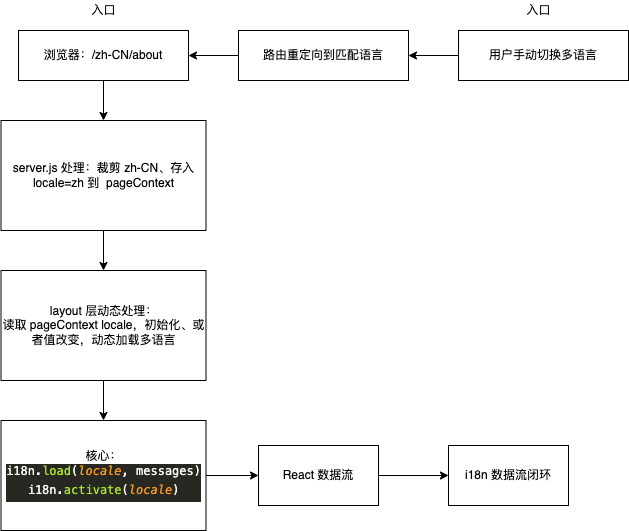 入口
入口
浏览器：/zh-CN/about
路由重定向到匹配语言
用户手动切换多语言
server.js 处理：裁剪 zh-CN、存入
locale=zh 到 pageContext
layout 层动态处理：
读取 pageContext locale，初始化、或
者值改变，动态加载多语言
核心：
i18n.load(locale, messages)
i18n.activate(locale)
React 数据流
i18n 数据流闭环